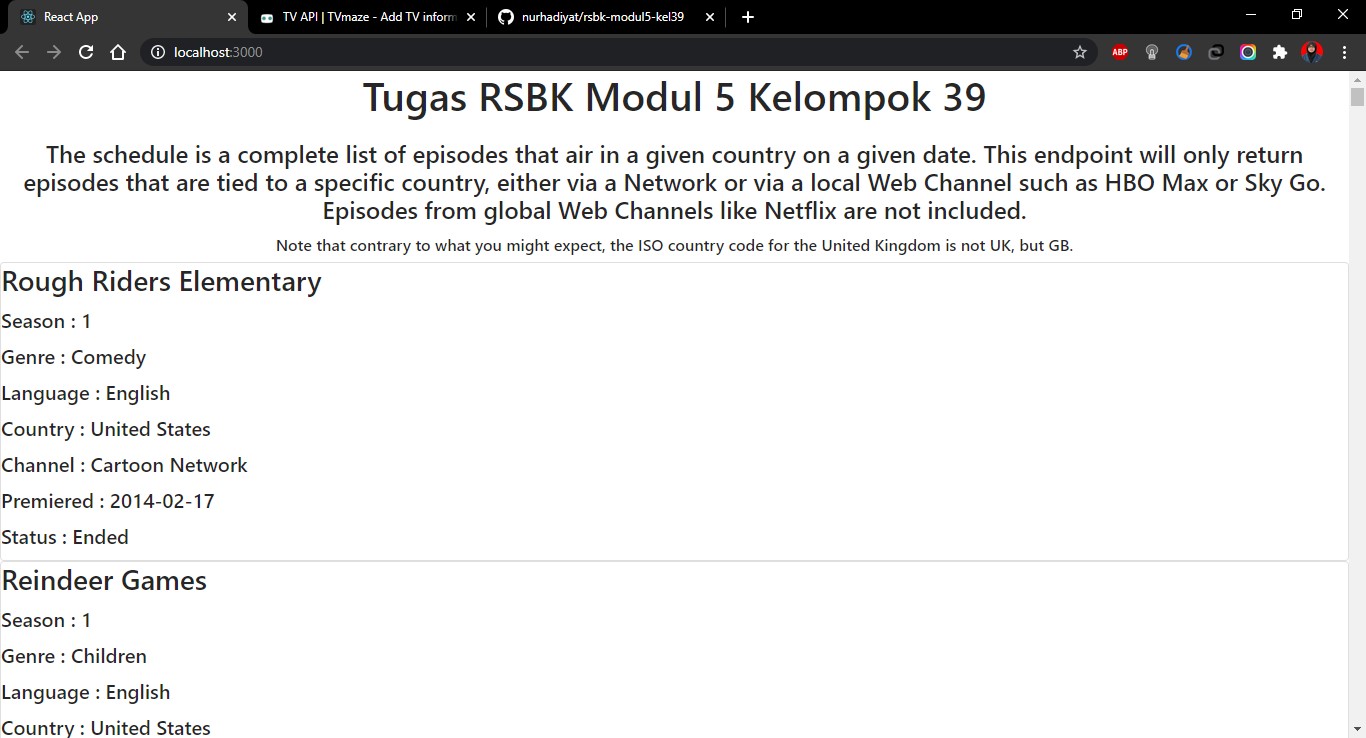 React App
TV API | TVmaze - Add TV inform
nurhadiyat/rsbk-modul5-kel39
localhost:3000
ABP
Tugas RSBK Modul 5 Kelompok 39
The schedule is a complete list of episodes that air in a given country on a given date. This endpoint will only return
episodes that are tied to a specific country, either via a Network or via a local Web Channel such as HBO Max or Sky Go.
Episodes from global Web Channels like Netflix are not included.
Note that contrary to what you might expect, the ISO country code for the United Kingdom is not UK, but GB.
Rough Riders Elementary
Season : 1
Genre : Comedy
Language : English
Country : United States
Channel : Cartoon Network
Premiered : 2014-02-17
Status : Ended
Reindeer Games
Season : 1
Genre : Children
Language : English
Country : United States